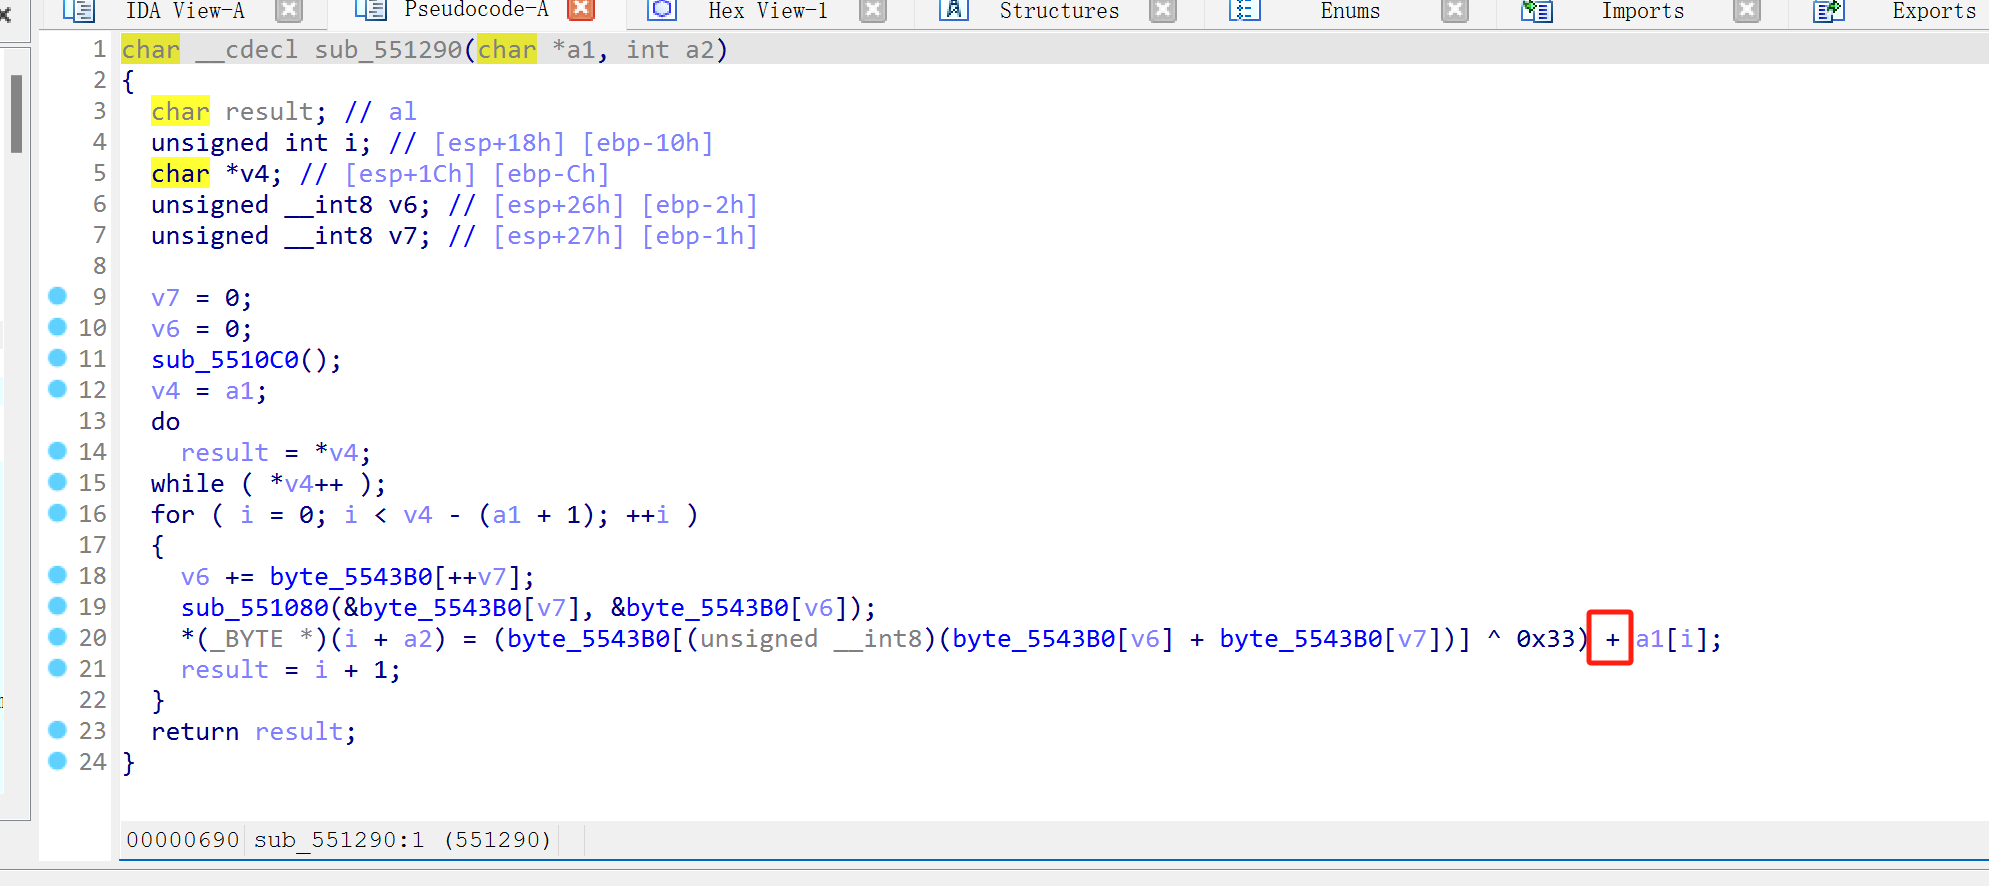 IDA View-A Pseudocode-A Hex View-1 Structures Enums Imports Exports
1 char __cdecl sub_551290(char *a1, int a2)
2 {
3   char result; // al
4   unsigned int i; // [esp+18h] [ebp-10h]
5   char *v4; // [esp+1Ch] [ebp-Ch]
6   unsigned __int8 v6; // [esp+26h] [ebp-2h]
7   unsigned __int8 v7; // [esp+27h] [ebp-1h]
8
9   v7 = 0;
10   v6 = 0;
11   sub_5510C0();
12   v4 = a1;
13   do
14     result = *v4;
15   while ( *v4++ );
16   for ( i = 0; i < v4 - (a1 + 1); ++i )
17   {
18     v6 += byte_5543B0[++v7];
19     sub_551080(&byte_5543B0[v7], &byte_5543B0[v6]);
20     *(_BYTE *)(i + a2) = (byte_5543B0[(unsigned __int8)(byte_5543B0[v6] + byte_5543B0[v7])] ^ 0x33) + a1[i];
21     result = i + 1;
22   }
23   return result;
24 }
00000690 sub_551290:1 (551290)